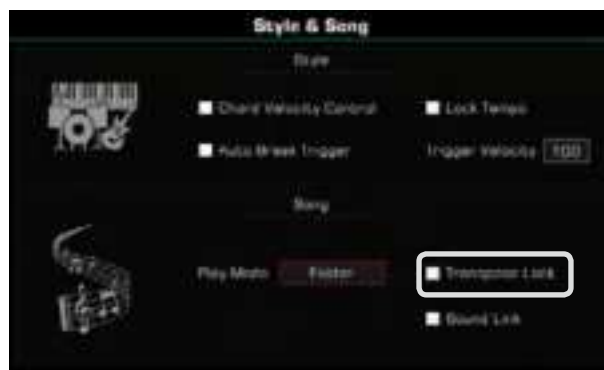 Style & Song
Style
Chord Velocity Control
Lock Tempo
Auto Break Trigger
Trigger Velocity 100
Song
Play Mode Folder
Transpose Lock
Sound Link